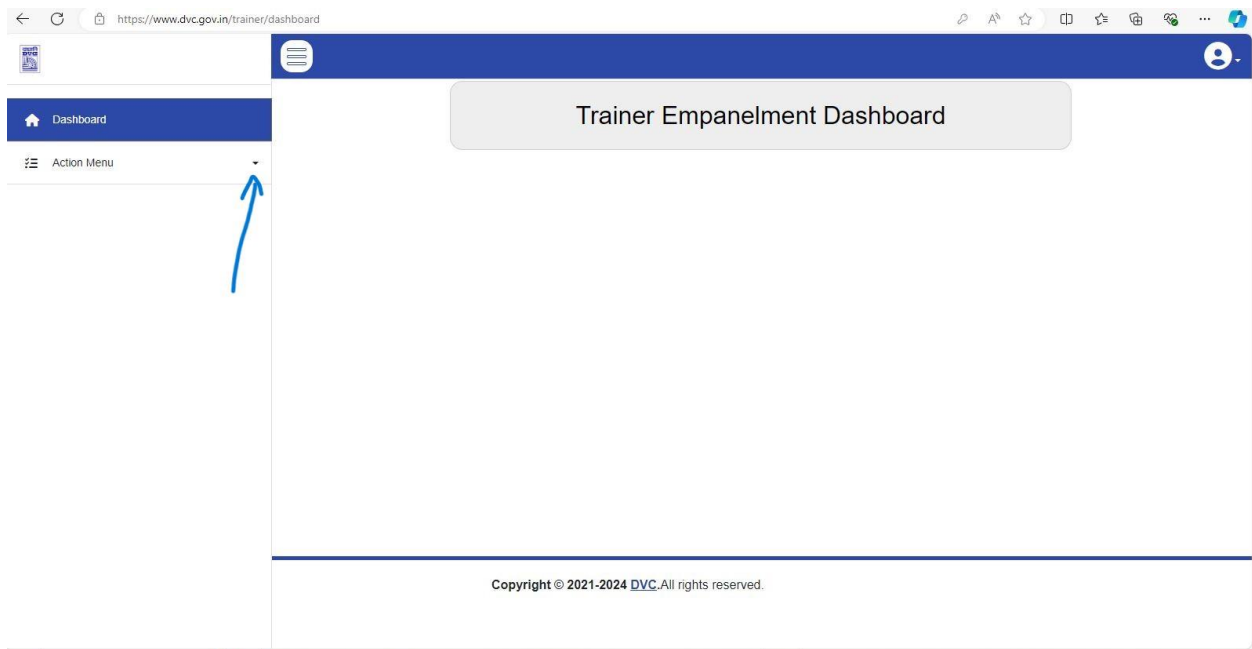 https://www.dvc.gov.in/trainer/dashboard
DVC
Trainer Empanelment Dashboard
Dashboard
Action Menu
Copyright © 2021-2024 DVC.All rights reserved.